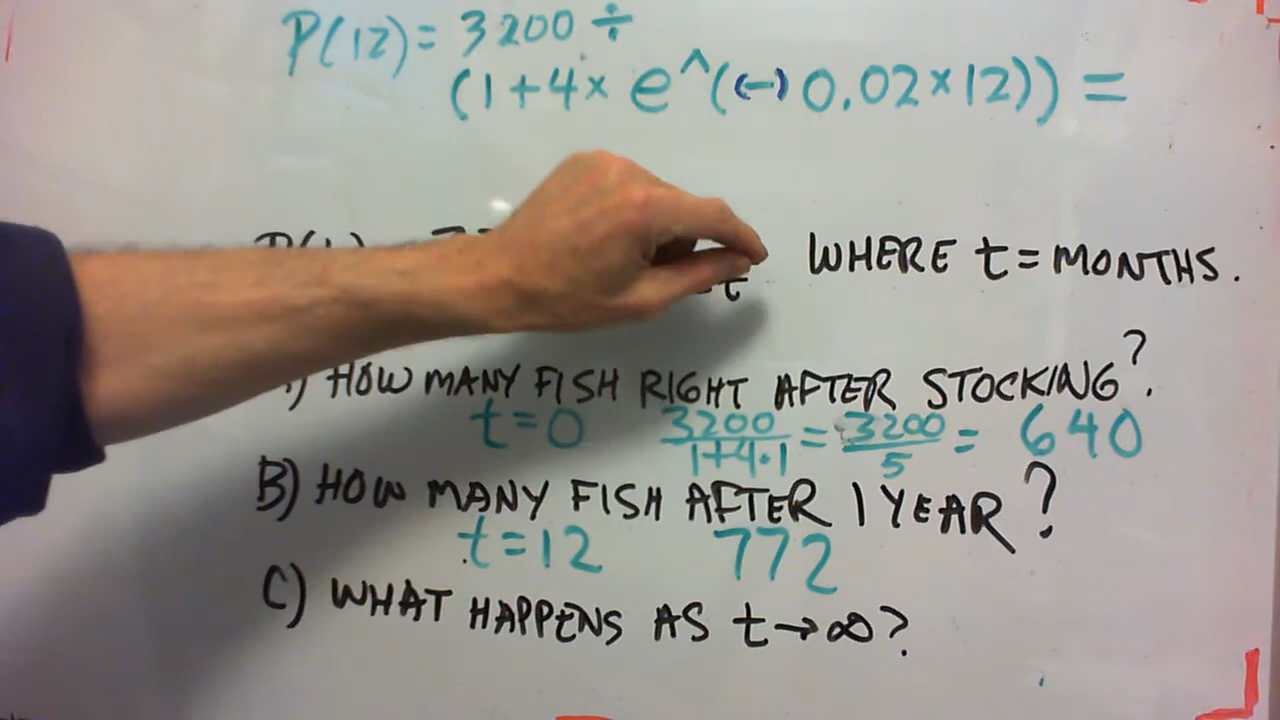 P(12) = 3200 ÷
(1+4× e^((-)0.02×12)) =
WHERE t = MONTHS.
HOW MANY FISH RIGHT AFTER STOCKING?.
t=0 3200/1+4·1 = 3200/5 = 640
B) HOW MANY FISH AFTER 1 YEAR?
t=12 772
C) WHAT HAPPENS AS t→∞?